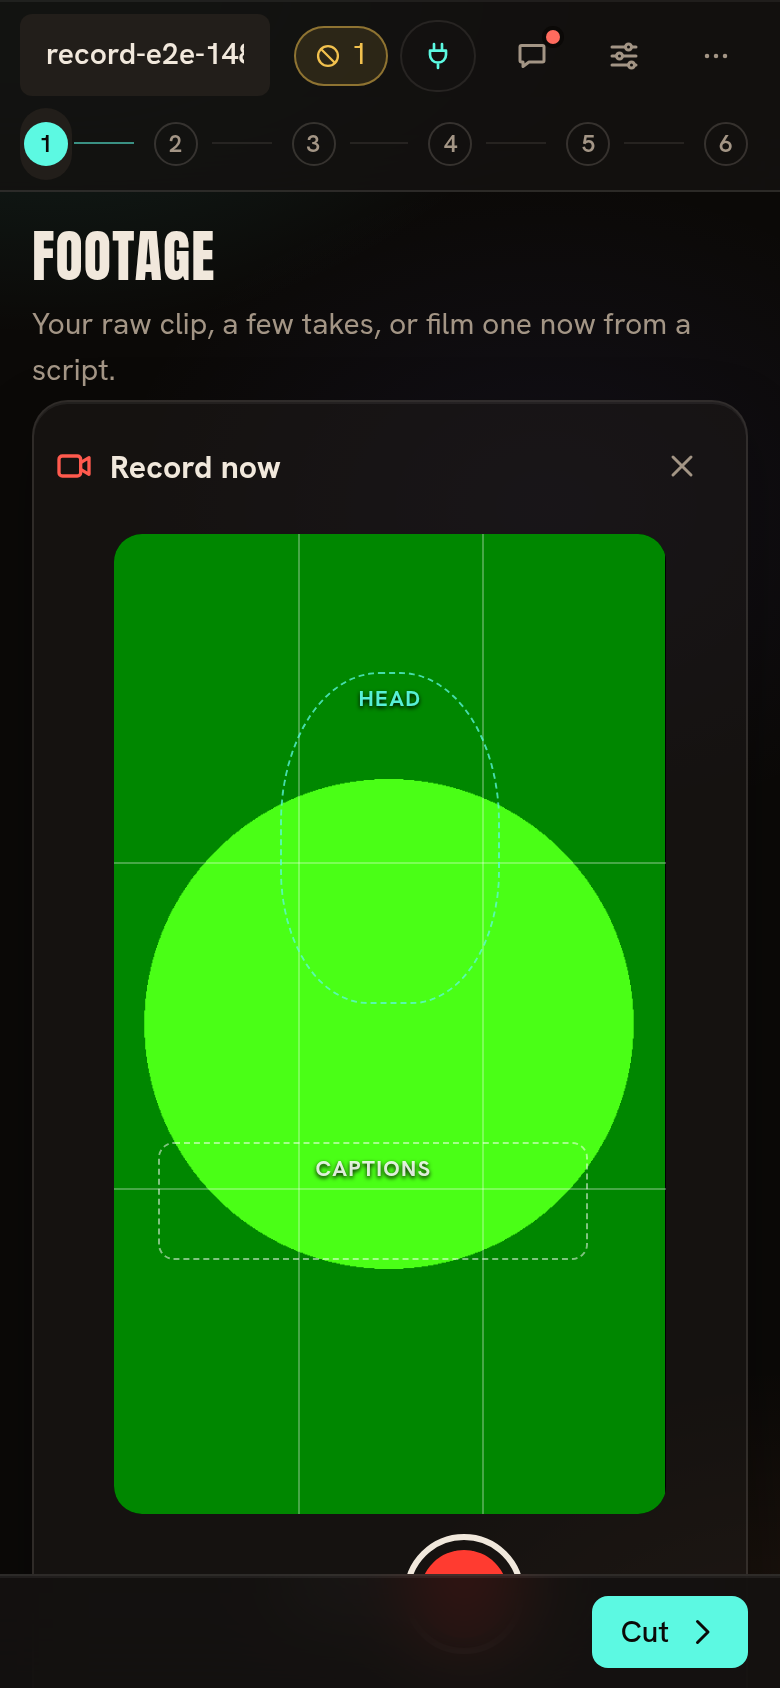 record-e2e-148
1
1
2
3
4
5
6
FOOTAGE
Your raw clip, a few takes, or film one now from a
script.
Record now
HEAD
CAPTIONS
Cut